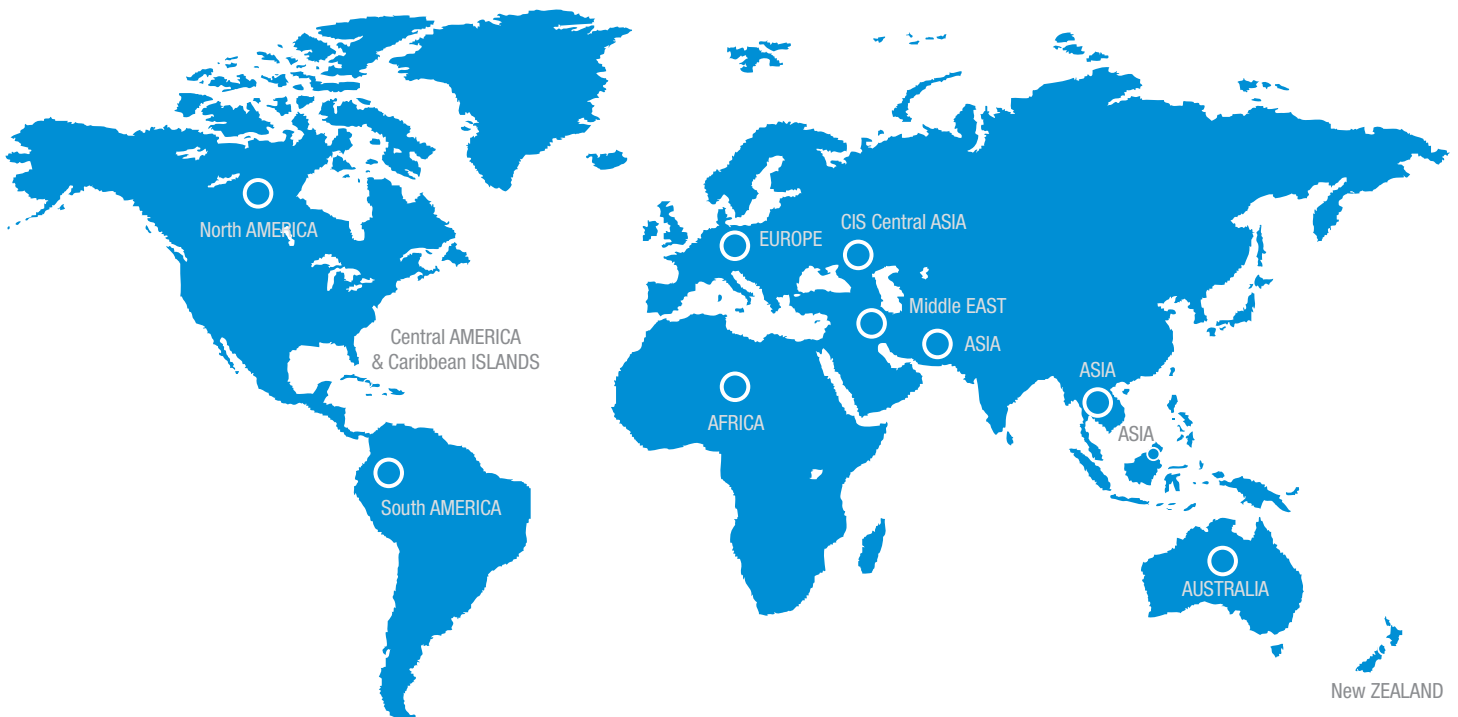 North AMERICA
CIS Central ASIA
EUROPE
Middle EAST
Central AMERICA
& Caribbean ISLANDS
ASIA
ASIA
AFRICA
ASIA
South AMERICA
AUSTRALIA
New ZEALAND